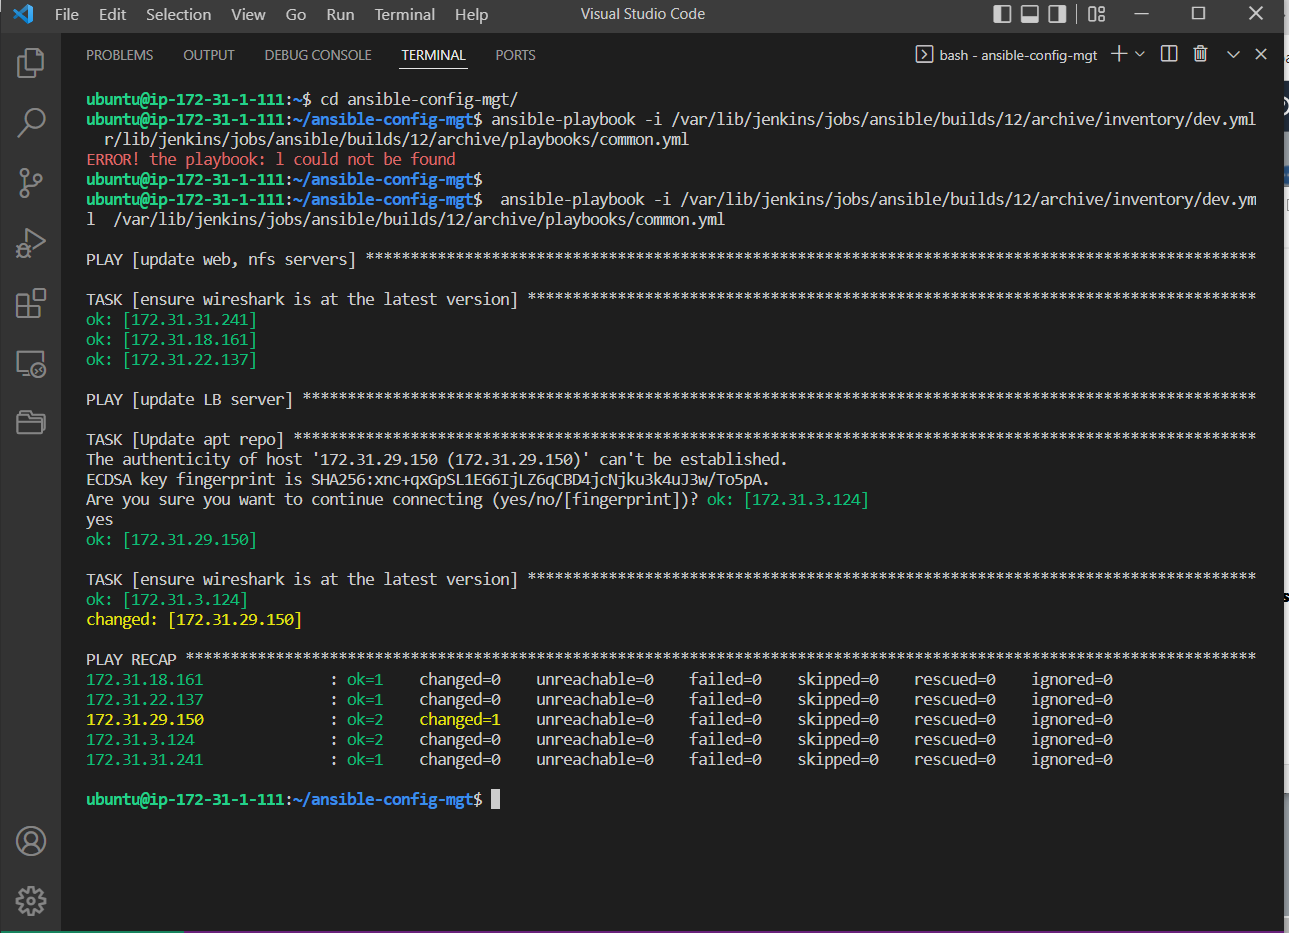 File Edit Selection View Go Run Terminal Help Visual Studio Code
PROBLEMS OUTPUT DEBUG CONSOLE TERMINAL PORTS bash - ansible-config-mgt
ubuntu@ip-172-31-1-111:~$ cd ansible-config-mgt/
ubuntu@ip-172-31-1-111:~/ansible-config-mgt$ ansible-playbook -i /var/lib/jenkins/jobs/ansible/builds/12/archive/inventory/dev.yml
r/lib/jenkins/jobs/ansible/builds/12/archive/playbooks/common.yml
ERROR! the playbook: l could not be found
ubuntu@ip-172-31-1-111:~/ansible-config-mgt$
ubuntu@ip-172-31-1-111:~/ansible-config-mgt$  ansible-playbook -i /var/lib/jenkins/jobs/ansible/builds/12/archive/inventory/dev.ym
l  /var/lib/jenkins/jobs/ansible/builds/12/archive/playbooks/common.yml
PLAY [update web, nfs servers] ***************************************************************************************************
TASK [ensure wireshark is at the latest version] *********************************************************************************
ok: [172.31.31.241]
ok: [172.31.18.161]
ok: [172.31.22.137]
PLAY [update LB server] **********************************************************************************************************
TASK [Update apt repo] ***********************************************************************************************************
The authenticity of host '172.31.29.150 (172.31.29.150)' can't be established.
ECDSA key fingerprint is SHA256:xnc+qxGpSL1EG6IjLZ6qCBD4jcNjku3k4uJ3w/To5pA.
Are you sure you want to continue connecting (yes/no/[fingerprint])? ok: [172.31.3.124]
yes
ok: [172.31.29.150]
TASK [ensure wireshark is at the latest version] *********************************************************************************
ok: [172.31.3.124]
changed: [172.31.29.150]
PLAY RECAP ***********************************************************************************************************************
172.31.18.161 : ok=1 changed=0 unreachable=0 failed=0 skipped=0 rescued=0 ignored=0
172.31.22.137 : ok=1 changed=0 unreachable=0 failed=0 skipped=0 rescued=0 ignored=0
172.31.29.150 : ok=2 changed=1 unreachable=0 failed=0 skipped=0 rescued=0 ignored=0
172.31.3.124 : ok=2 changed=0 unreachable=0 failed=0 skipped=0 rescued=0 ignored=0
172.31.31.241 : ok=1 changed=0 unreachable=0 failed=0 skipped=0 rescued=0 ignored=0
ubuntu@ip-172-31-1-111:~/ansible-config-mgt$